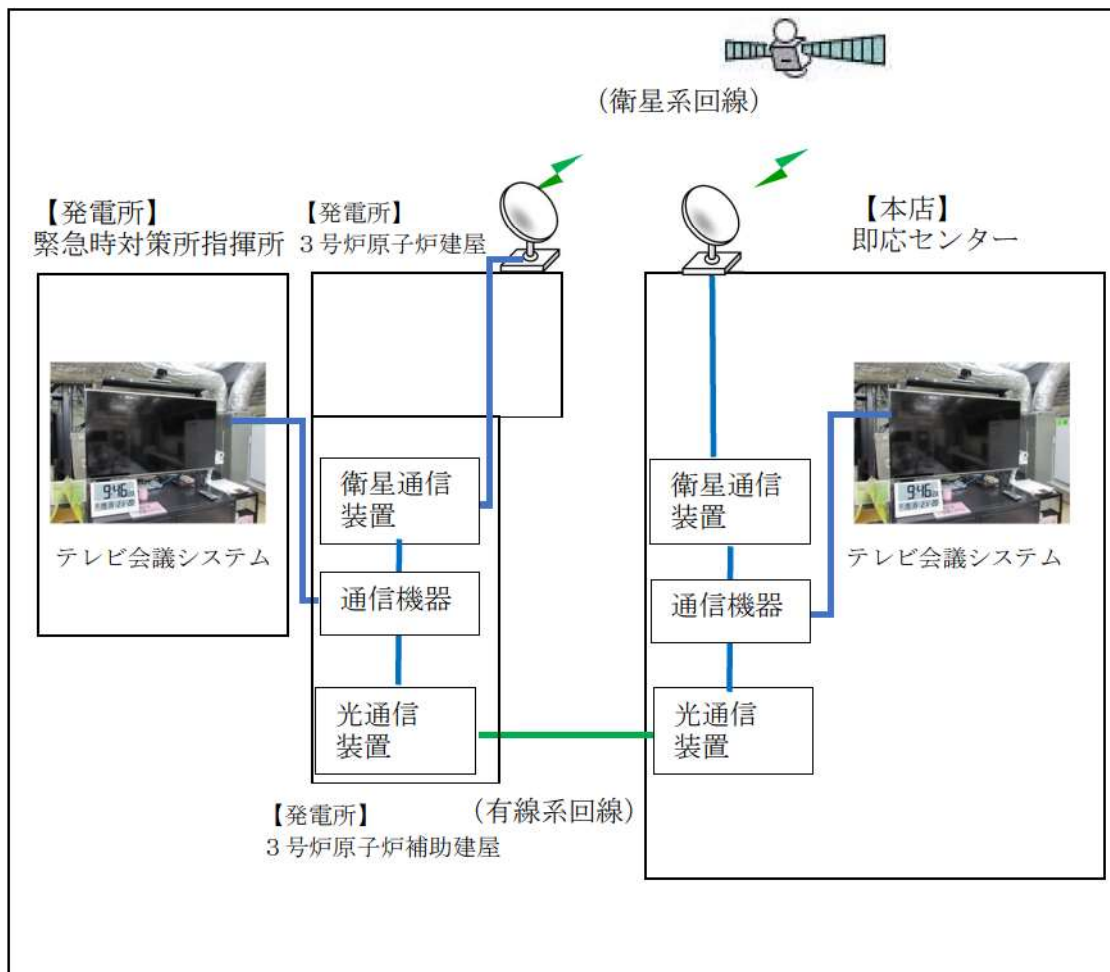 （衛星系回線）
【発電所】
緊急時対策所指揮所
【発電所】
３号炉原子炉建屋
【本店】
即応センター
9:46
テレビ会議システム
衛星通信
装置
通信機器
光通信
装置
衛星通信
装置
通信機器
光通信
装置
9:46
テレビ会議システム
（有線系回線）
【発電所】
３号炉原子炉補助建屋